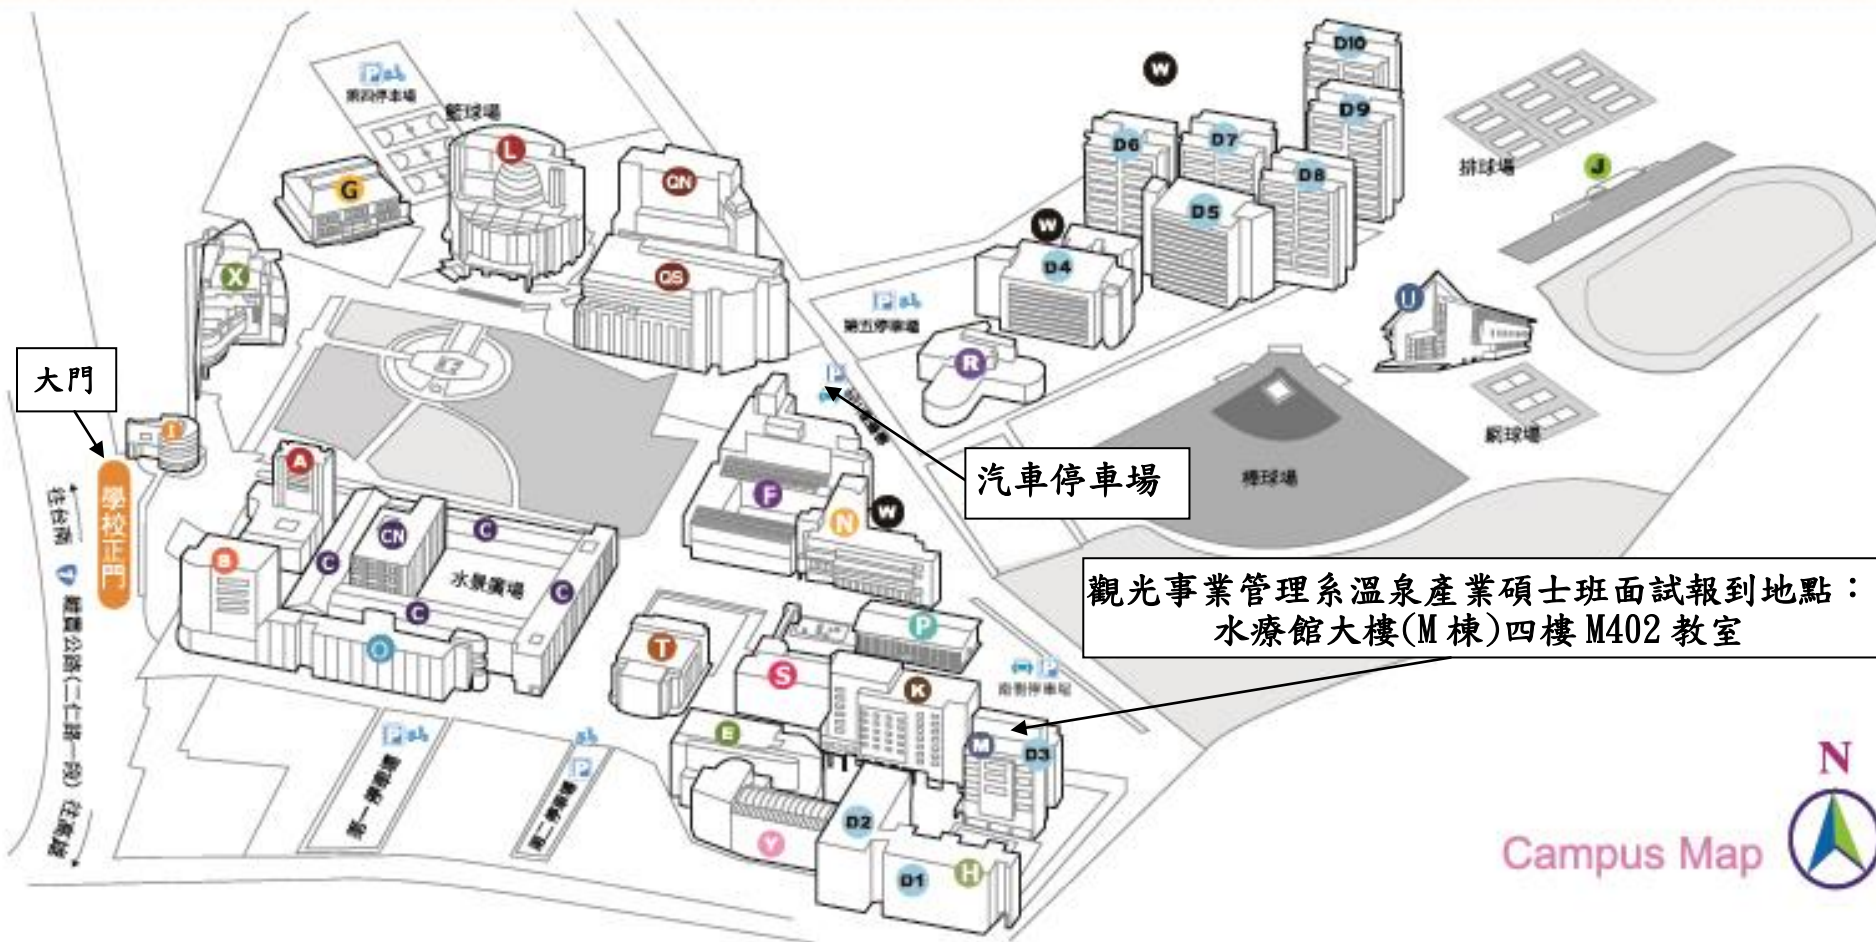 D10
W
P
第四停車場
籃球場
D9
D6
D7
L
排球場
J
D8
QN
G
D5
W
X
QS
D4
P
第五停車場
U
R
大門
P
網球場
I
A
汽車停車場
棒球場
學校正門
往台南
F
N
W
C
CN
B
C
水景廣場
C
觀光事業管理系溫泉產業碩士班面試報到地點：
水療館大樓(M棟)四樓M402教室
C
P
T
O
S
P
K
E
M
D3
P
第一停車場
P
第二停車場
D2
Y
H
D1
N
Campus Map